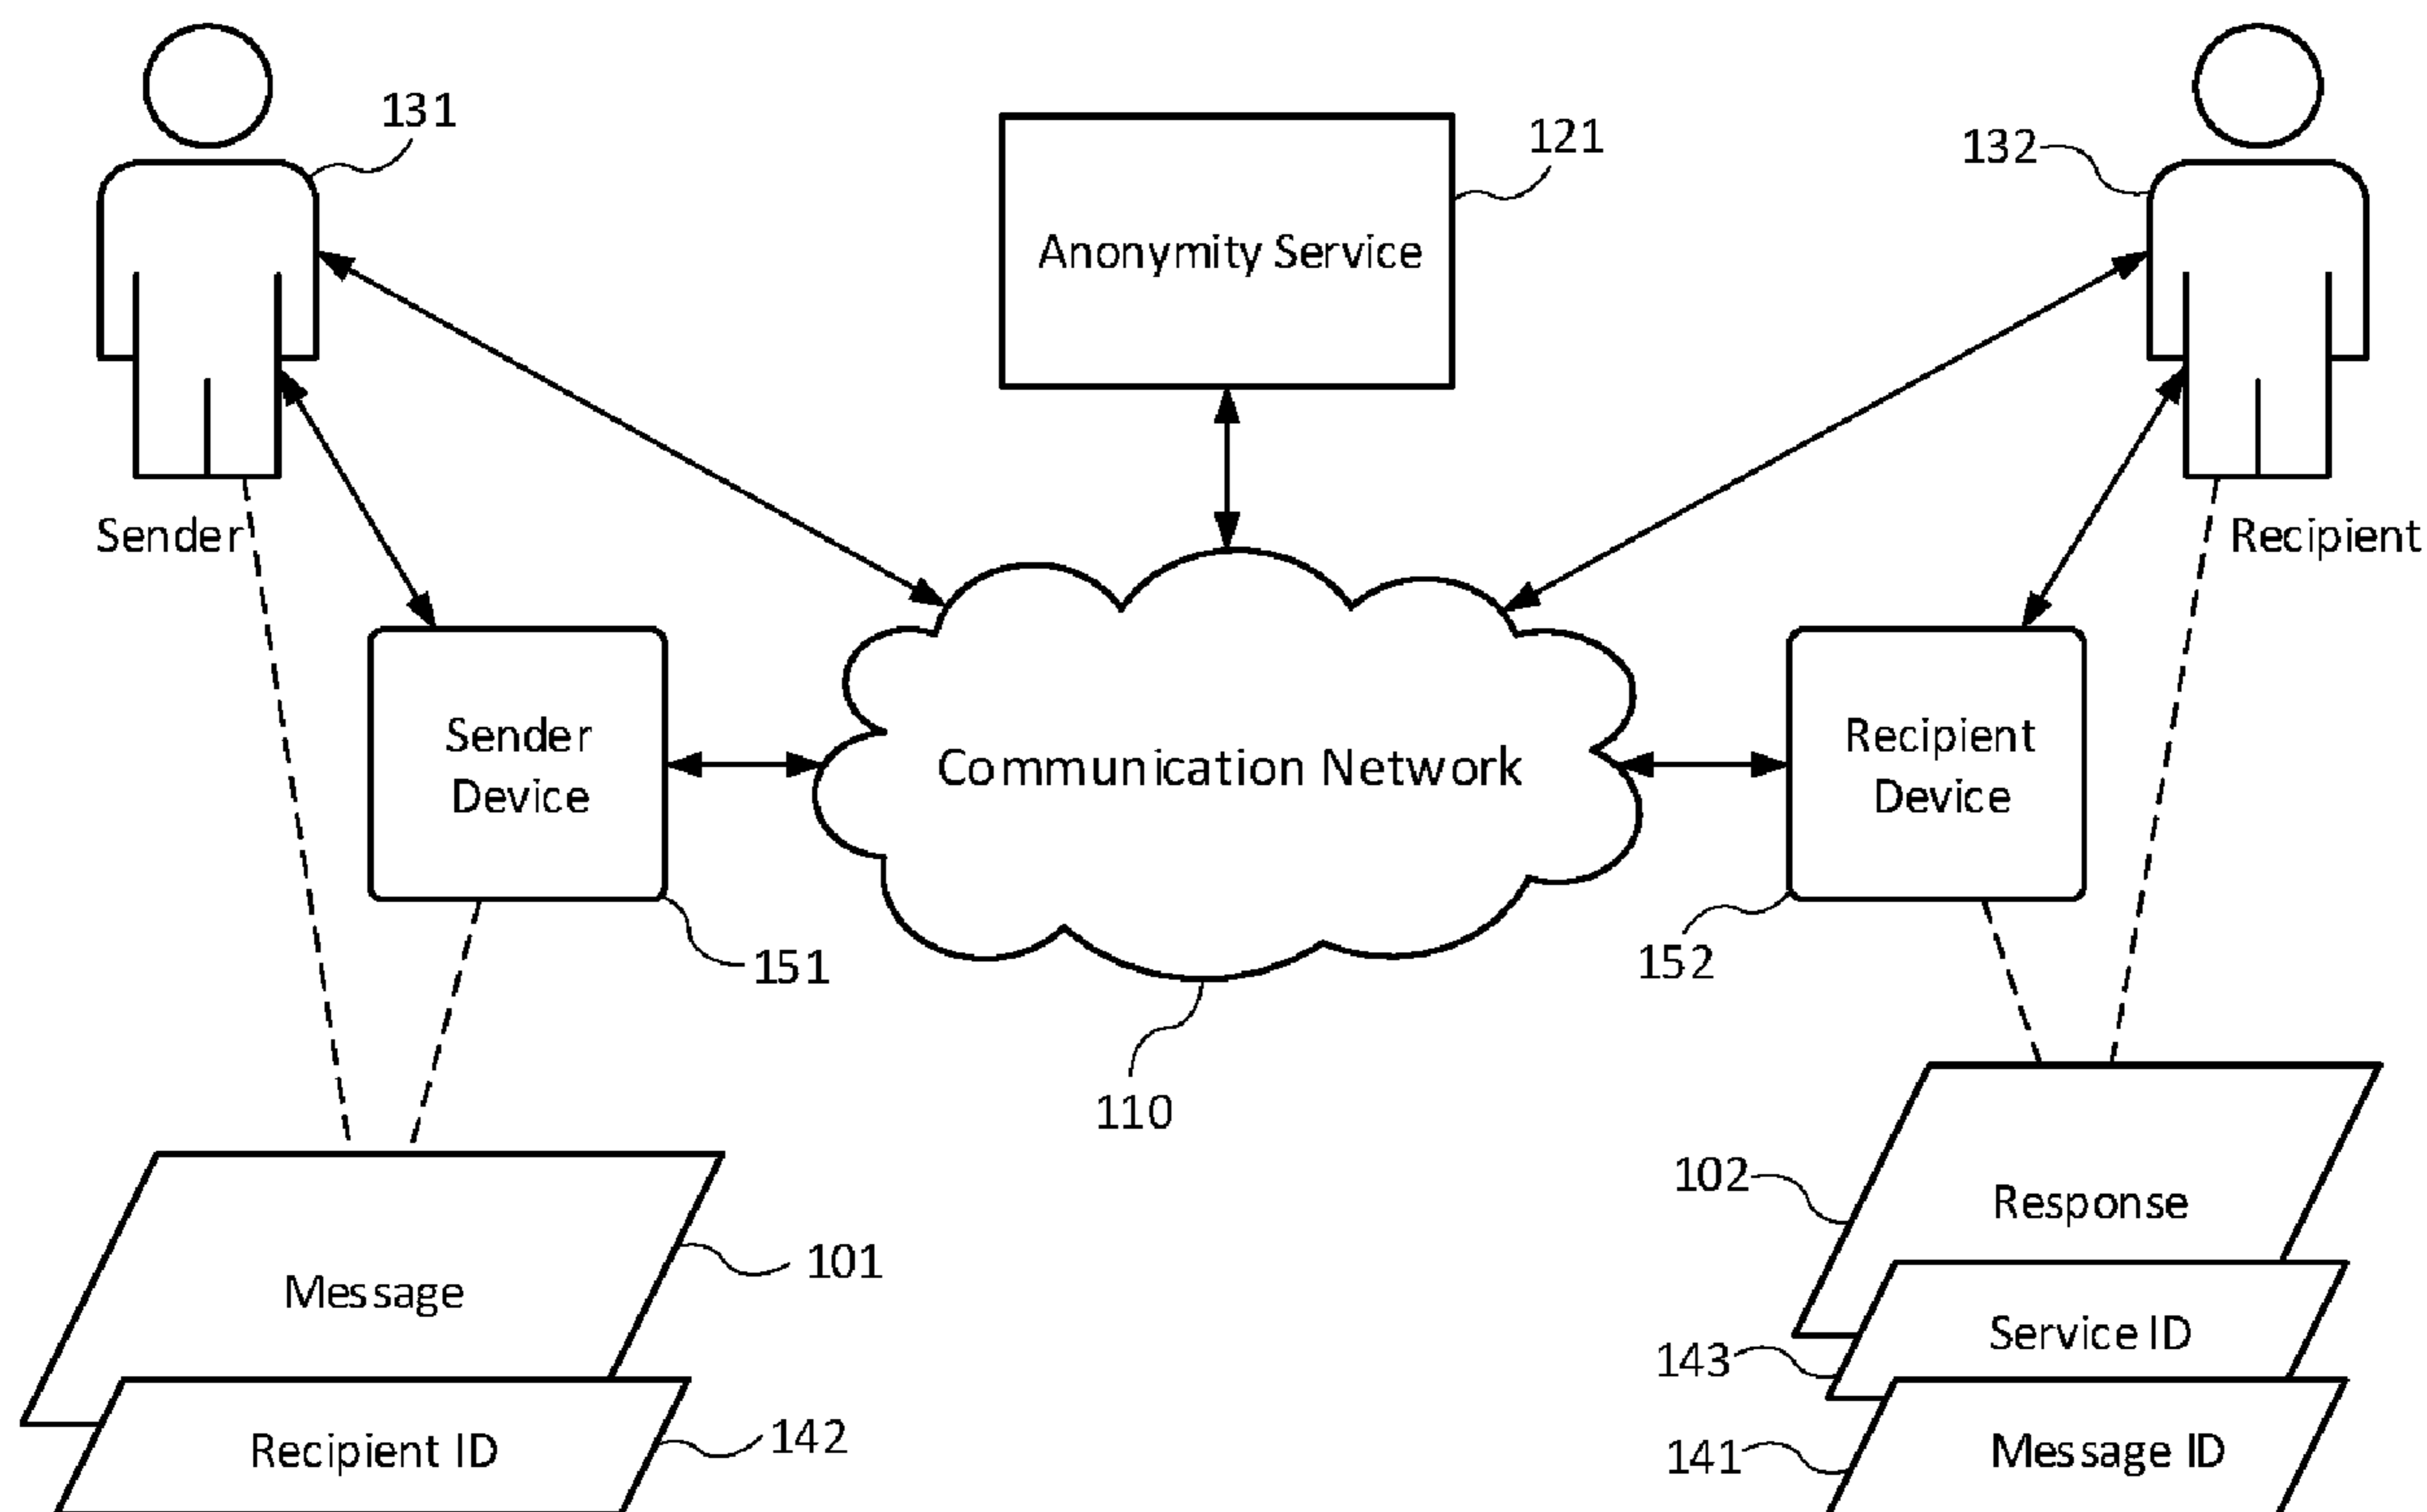 131
121
132
Anonymity Service
Sender
Recipient
Sender
Device
Communication Network
Recipient
Device
151
152
110
102
Response
Message
101
Service ID
143
Recipient ID
142
141
Message ID